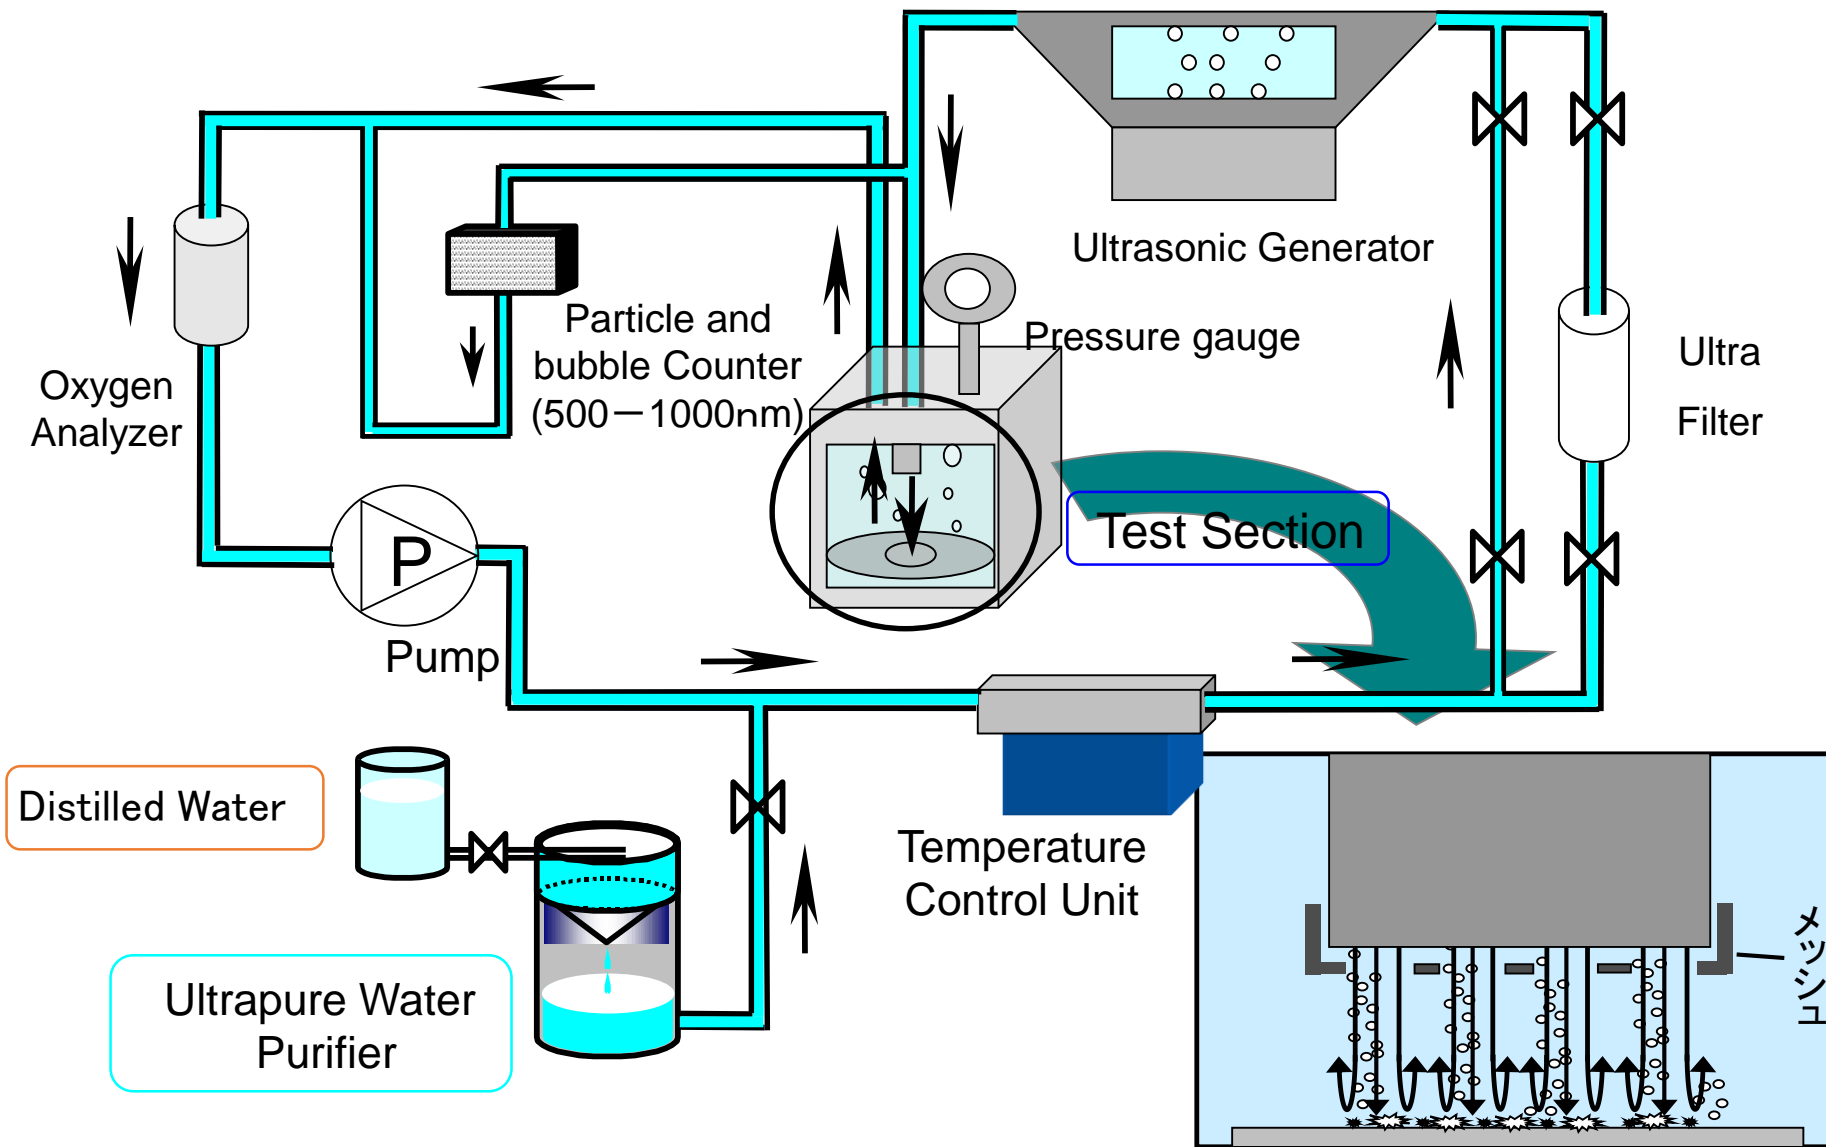 Ultrasonic Generator
Pressure gauge
Particle and
bubble Counter
(500－1000nm)
Oxygen
Analyzer
Ultra
Filter
Test Section
P
Pump
Distilled Water
Temperature
Control Unit
Ultrapure Water
Purifier
メッシュ